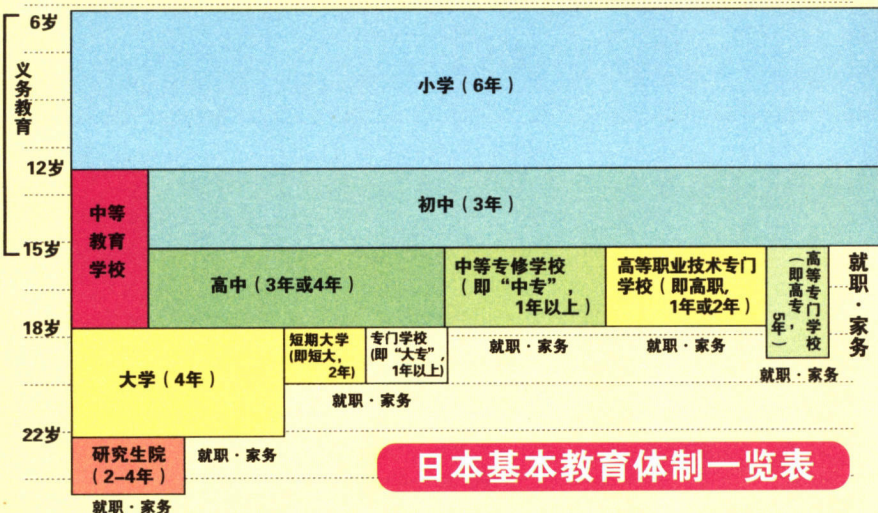 6岁
义务教育
小学（6年）
12岁
中等
教育
学校
初中（3年）
15岁
高中（3年或4年）
中等专修学校
（即“中专”，
1年以上）
高等职业技术专门
学校（即高职，
1年或2年）
高等专门学校
（即高专，
5年）
就职·家务
18岁
大学（4年）
短期大学
(即短大，
2年)
专门学校
(即“大专”，
1年以上)
就职·家务
就职·家务
就职·家务
就职·家务
22岁
研究生院
（2–4年）
就职·家务
就职·家务
日本基本教育体制一览表